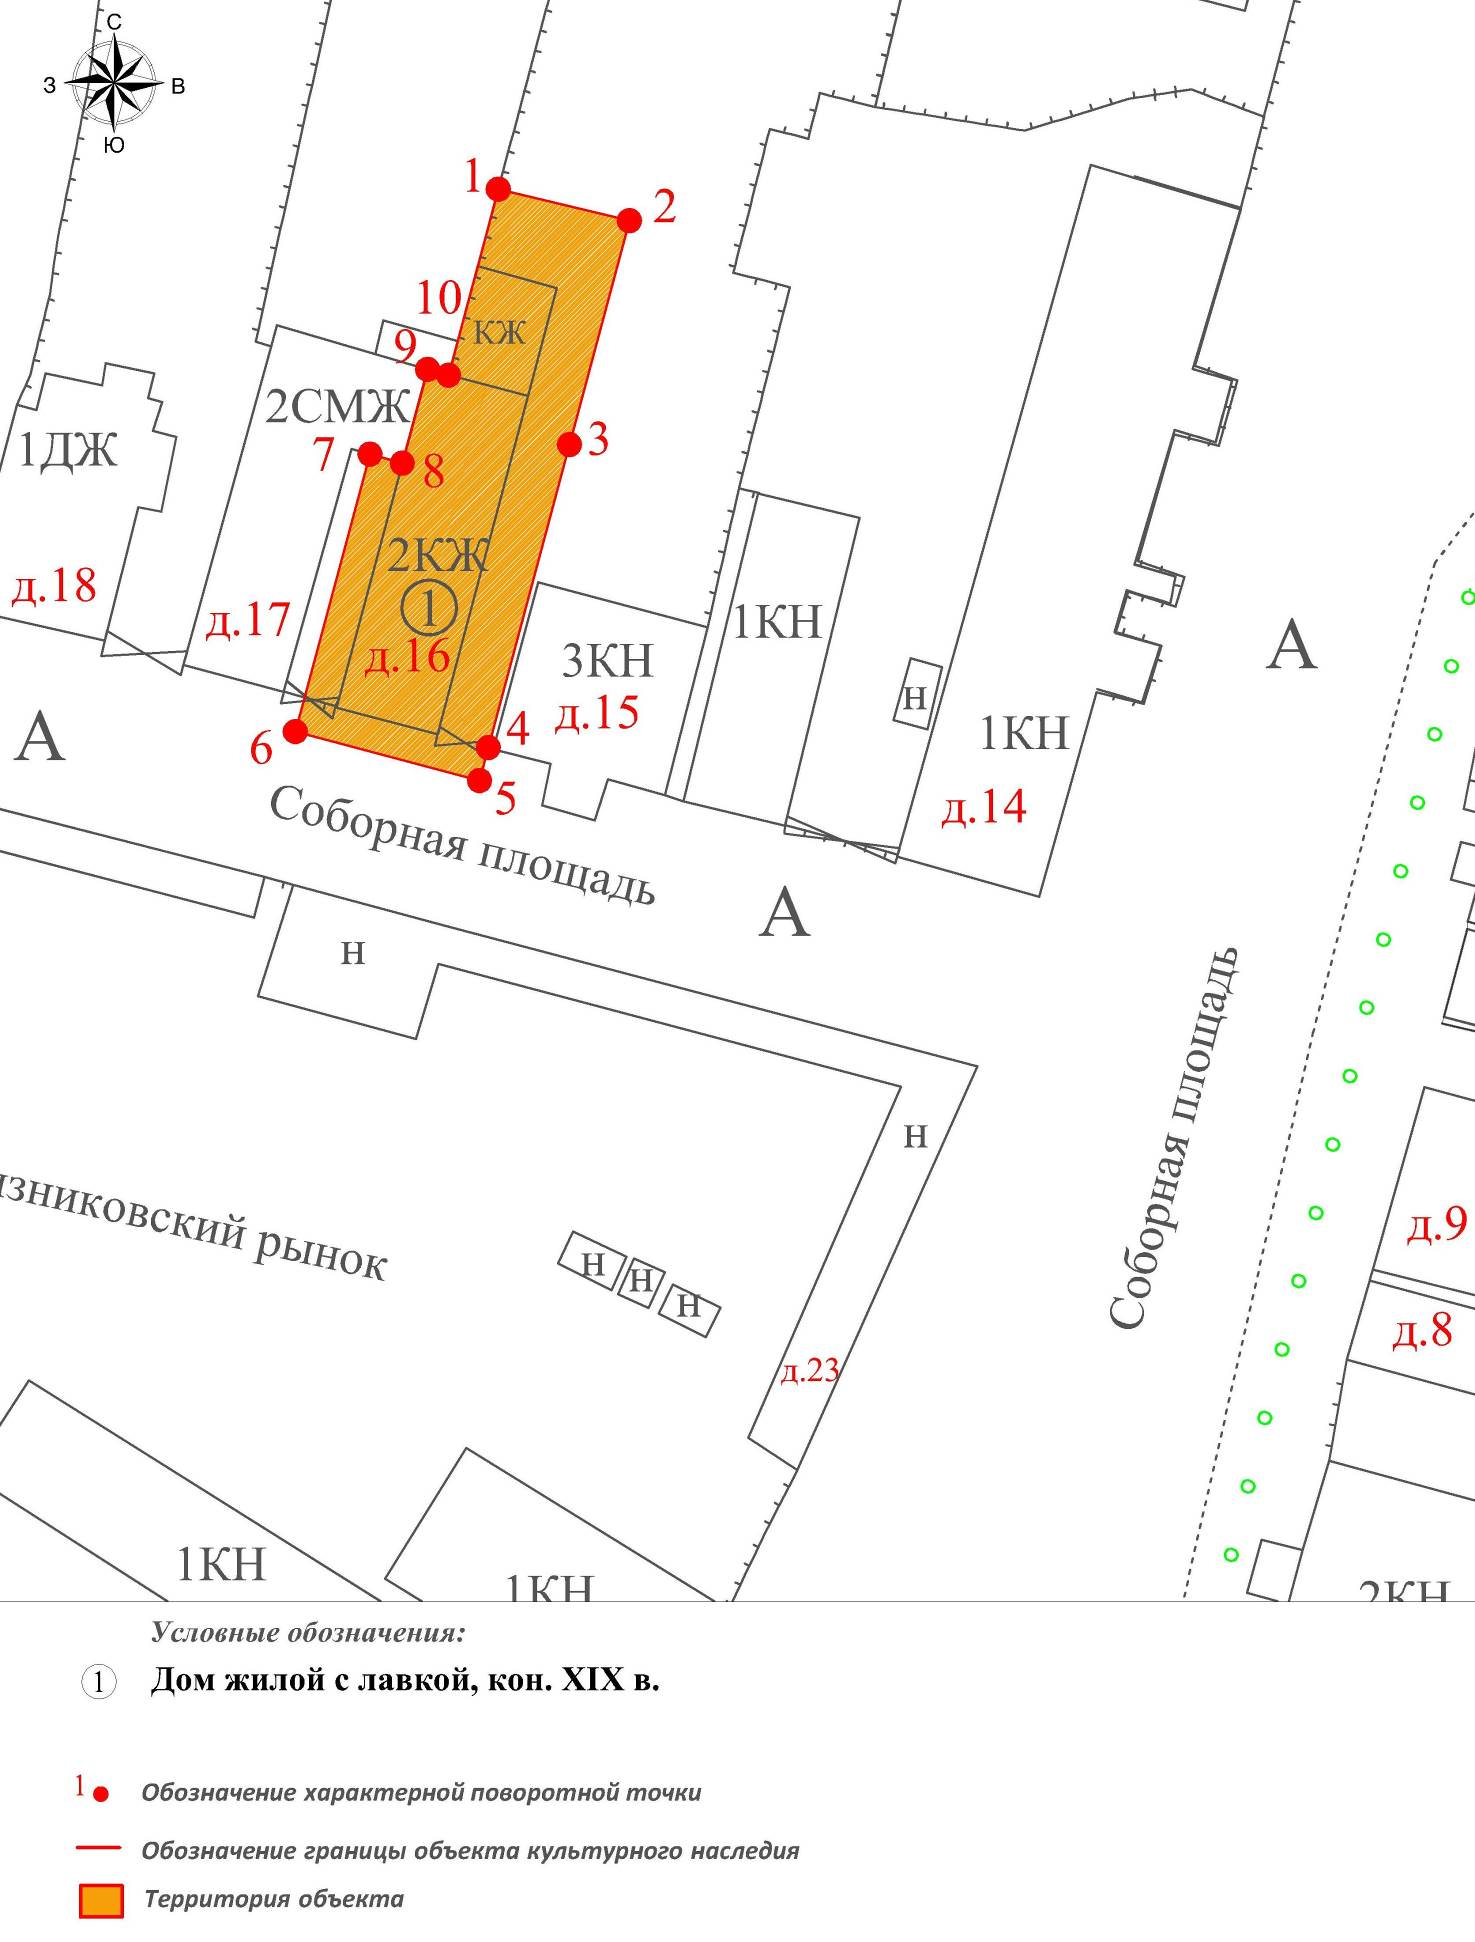 С
З
В
Ю
1
2
10
КЖ
9
2СМЖ
3
1ДЖ
7
8
2КЖ
д.18
1
д.17
1КН
А
д.16
3КН
н
д.15
6
4
1КН
А
5
д.14
Соборная площадь
А
н
н
Соборная площадь
зниковский рынок
д.9
н
н
н
д.8
д.23
1КН
1КН
2КН
Условные обозначения:
1 Дом жилой с лавкой, кон. XIX в.
1 Обозначение характерной поворотной точки
Обозначение границы объекта культурного наследия
Территория объекта